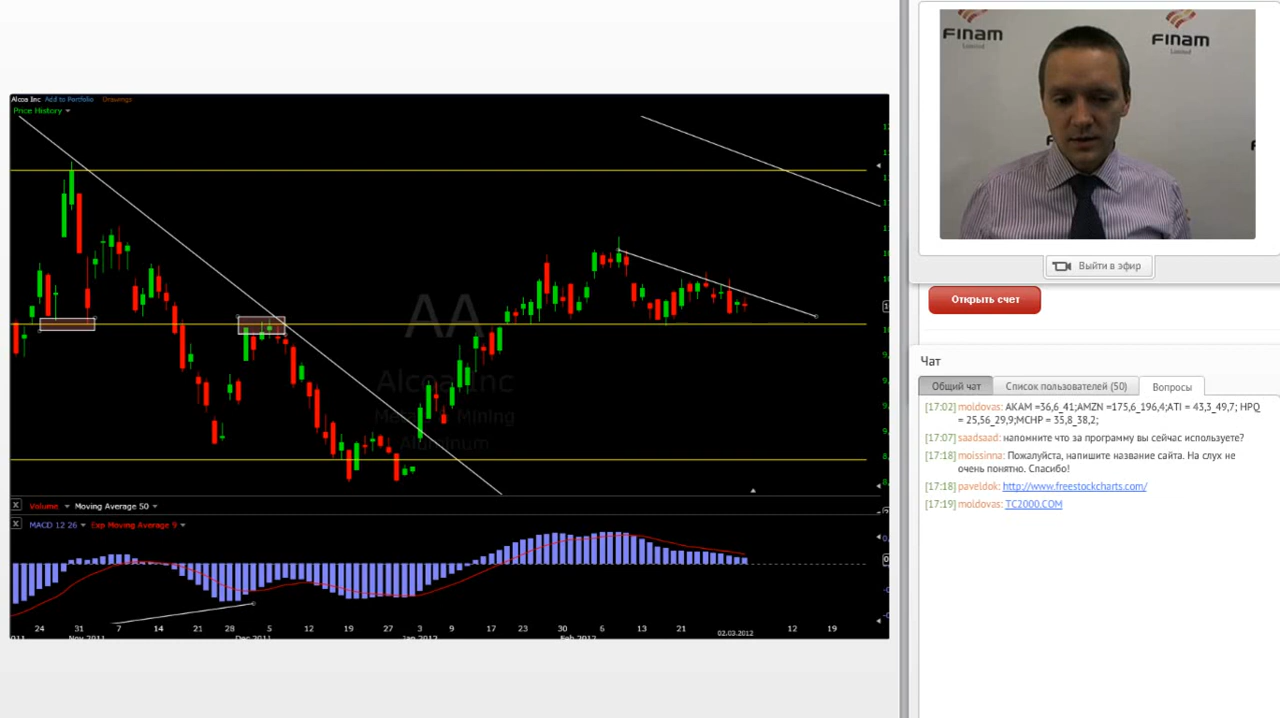 Alcoa Inc Add to Portfolio Drawings
Price History
AA
Alcoa Inc
Aluminum
Volume Moving Average 50
MACD 12 26 Exp Moving Average 9
24 31 7 14 21 28 5 12 19 27 3 9 17 23 30 6 13 21 02.03.2012 12 19
Nov 2011 Dec 2011 Jan 2012 Feb 2012
FINAM
Limited
FINAM
Limited
Выйти в эфир
Открыть счет
Чат
Общий чат
Список пользователей (50)
Вопросы
[17:02] moldovas: AKAM =36,6_41;AMZN =175,6_196,4;ATI = 43,3_49,7; HPQ
= 25,56_29,9;MCHP = 35,8_38,2;
[17:07] saadsaad: напомните что за программу вы сейчас используете?
[17:18] moissinna: Пожалуйста, напишите название сайта. На слух не
очень понятно. Спасибо!
[17:18] paveldok: http://www.freestockcharts.com/
[17:19] moldovas: TC2000.COM